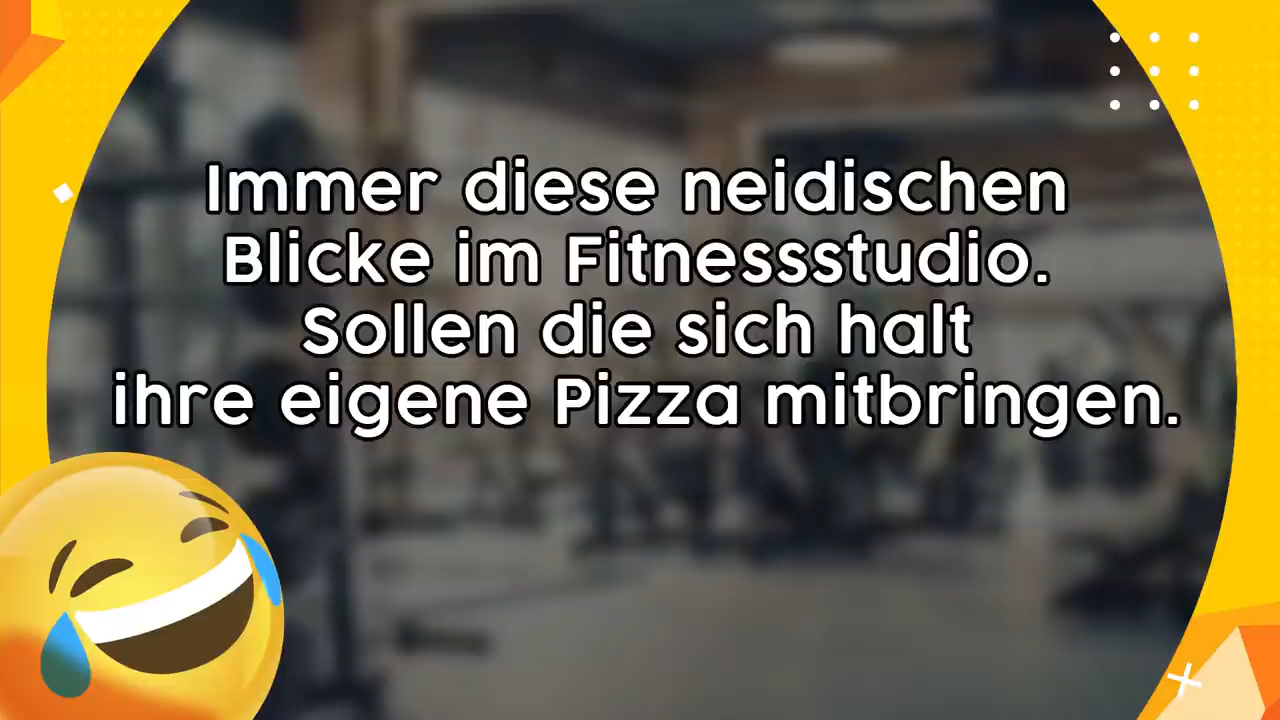 Immer diese neidischen
Blicke im Fitnessstudio.
Sollen die sich halt
ihre eigene Pizza mitbringen.